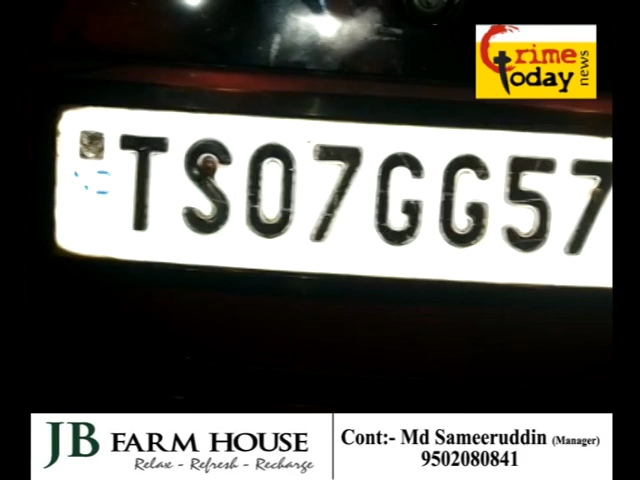 Crime
Today
news
TS07GG57
JB FARM HOUSE
Relax - Refresh - Recharge
Cont:- Md Sameeruddin (Manager)
9502080841